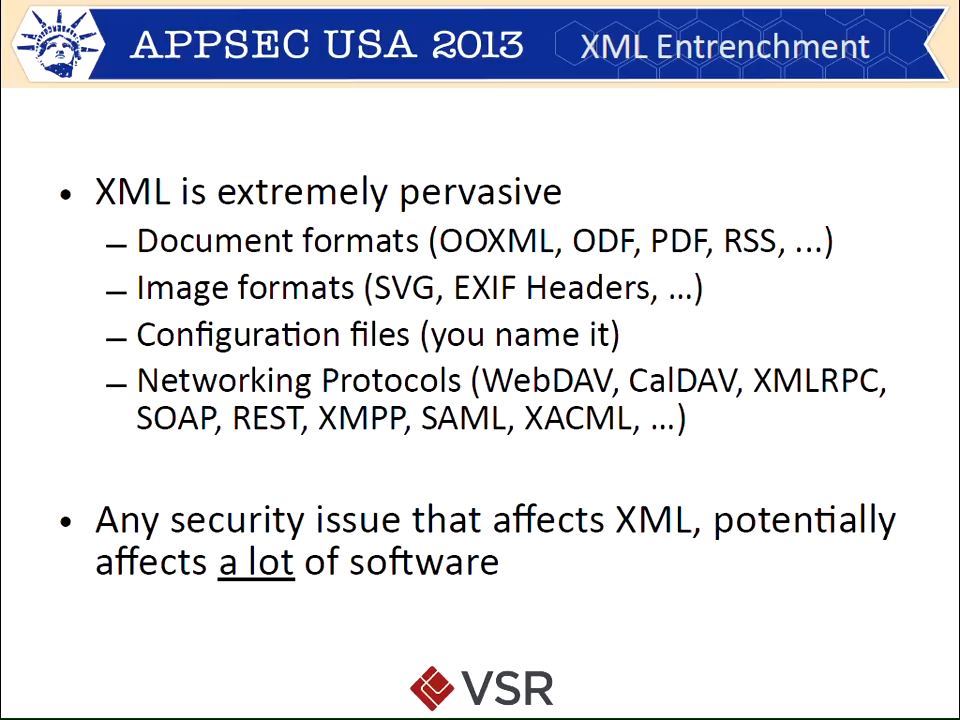 APPSEC USA 2013
XML Entrenchment
• XML is extremely pervasive
– Document formats (OOXML, ODF, PDF, RSS, ...)
– Image formats (SVG, EXIF Headers, ...)
– Configuration files (you name it)
– Networking Protocols (WebDAV, CalDAV, XMLRPC,
SOAP, REST, XMPP, SAML, XACML, ...)
• Any security issue that affects XML, potentially
affects a lot of software
VSR